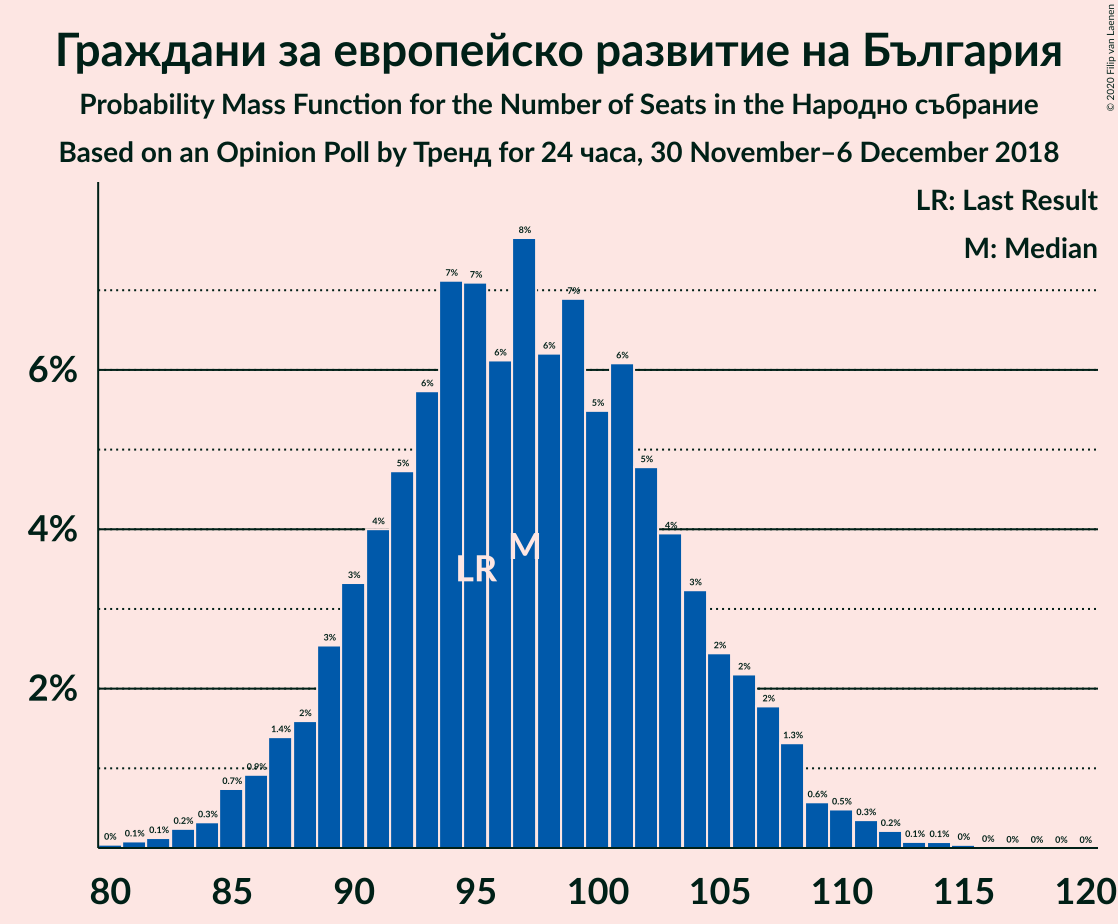 Граждани за европейско развитие на България
Probability Mass Function for the Number of Seats in the Народно събрание
Based on an Opinion Poll by Тренд for 24 часа, 30 November–6 December 2018
© 2020 Filip van Laenen
LR: Last Result
M: Median
6%
4%
2%
0% 0.1% 0.1% 0.2% 0.3% 0.7% 0.9% 1.4% 2% 3% 3% 4% 5% 6% 7% 7% 6% 8% 6% 7% 5% 6% 5% 4% 3% 2% 2% 2% 1.3% 0.6% 0.5% 0.3% 0.2% 0.1% 0.1% 0% 0% 0% 0% 0% 0%
LR M
80 85 90 95 100 105 110 115 120